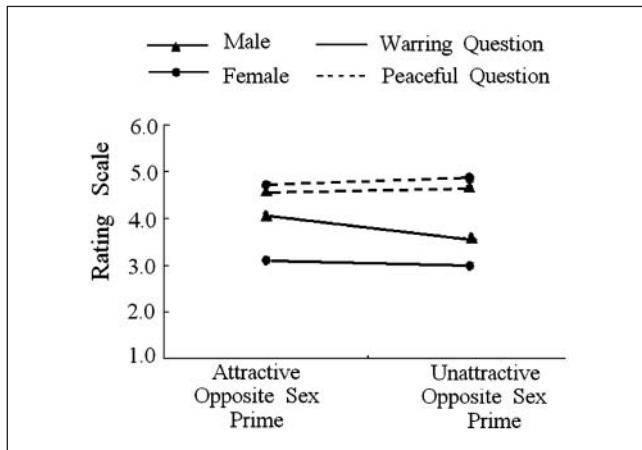 Male Warring Question
Female Peaceful Question
Rating Scale
6.0
5.0
4.0
3.0
2.0
1.0
Attractive Unattractive
Opposite Sex Opposite Sex
Prime Prime